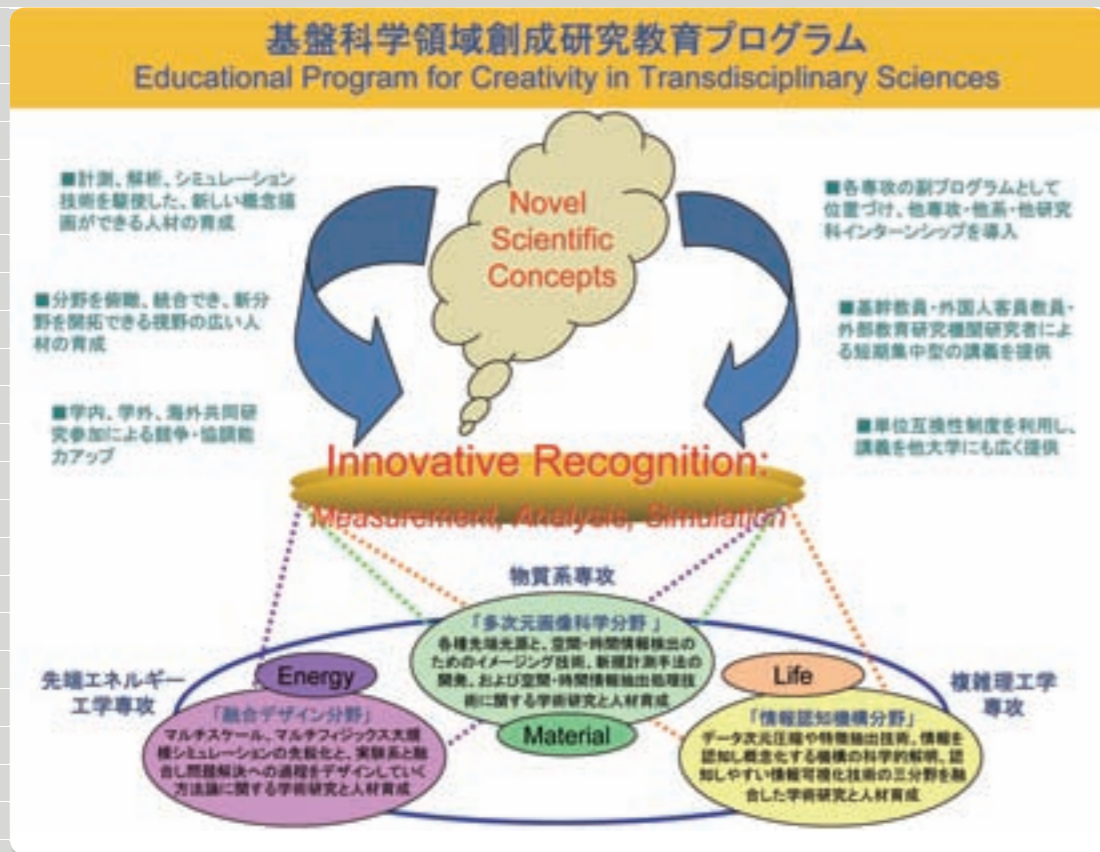 基盤科学領域創成研究教育プログラム
Educational Program for Creativity in Transdisciplinary Sciences
■計測、解析、シミュレーション
技術を駆使した、新しい概念描
画ができる人材の育成
■分野を俯瞰、統合でき、新分
野を開拓できる視野の広い人
材の育成
■学内、学外、海外共同研
究参加による競争・協調能
力アップ
Novel
Scientific
Concepts
■各専攻の副プログラムとして
位置づけ、他専攻・他系・他研究
科インターンシップを導入
■基幹教員・外国人客員教員・
外部教育研究機関研究者によ
る短期集中型の講義を提供
■単位互換性制度を利用し、
講義を他大学にも広く提供
Innovative Recognition:
Measurement, Analysis, Simulation
物質系専攻
「多次元画像科学分野」
各種先端光源と、空間・時間情報検出の
ためのイメージング技術、新規計測手法の
開発、および空間・時間情報抽出処理技
術に関する学術研究と人材育成
Material
先端エネルギー
工学専攻
Energy
「融合デザイン分野」
マルチスケール、マルチフィジックス大規
模シミュレーションの先鋭化と、実験系と融
合し問題解決への過程をデザインしていく
方法論に関する学術研究と人材育成
複雑理工学
専攻
Life
「情報認知機構分野」
データ次元圧縮や特徴抽出技術、情報を
認知し概念化する機構の科学的解明、認
知しやすい情報可視化技術の三分野を融
合した学術研究と人材育成